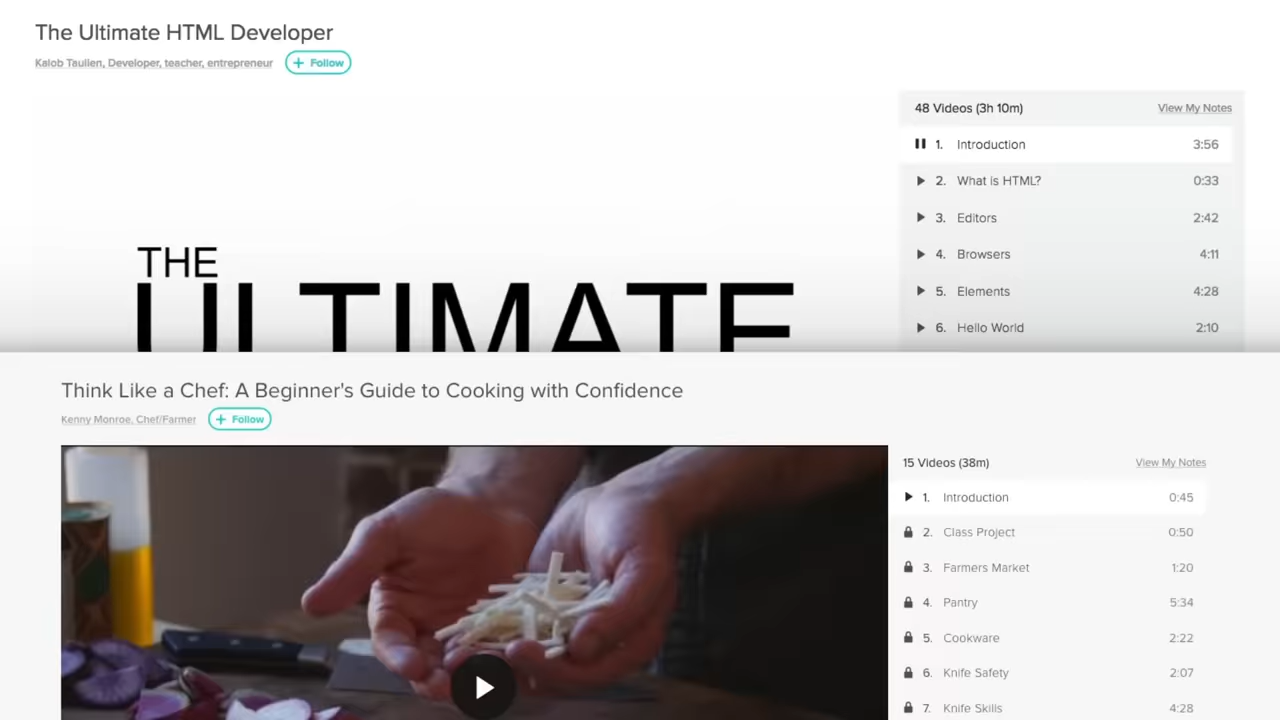 The Ultimate HTML Developer
Kalob Taulien, Developer, teacher, entrepreneur + Follow
48 Videos (3h 10m) View My Notes
1. Introduction 3:56
2. What is HTML? 0:33
3. Editors 2:42
4. Browsers 4:11
5. Elements 4:28
6. Hello World 2:10
THE
ULTIMATE
Think Like a Chef: A Beginner's Guide to Cooking with Confidence
Kenny Monroe, Chef/Farmer + Follow
15 Videos (38m) View My Notes
1. Introduction 0:45
2. Class Project 0:50
3. Farmers Market 1:20
4. Pantry 5:34
5. Cookware 2:22
6. Knife Safety 2:07
7. Knife Skills 4:28